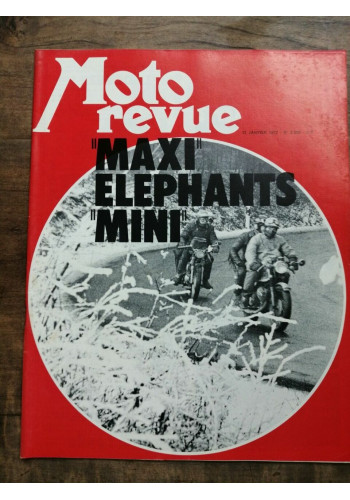 Moto
revue
"MAXI"
ELEPHANTS
"MINI"